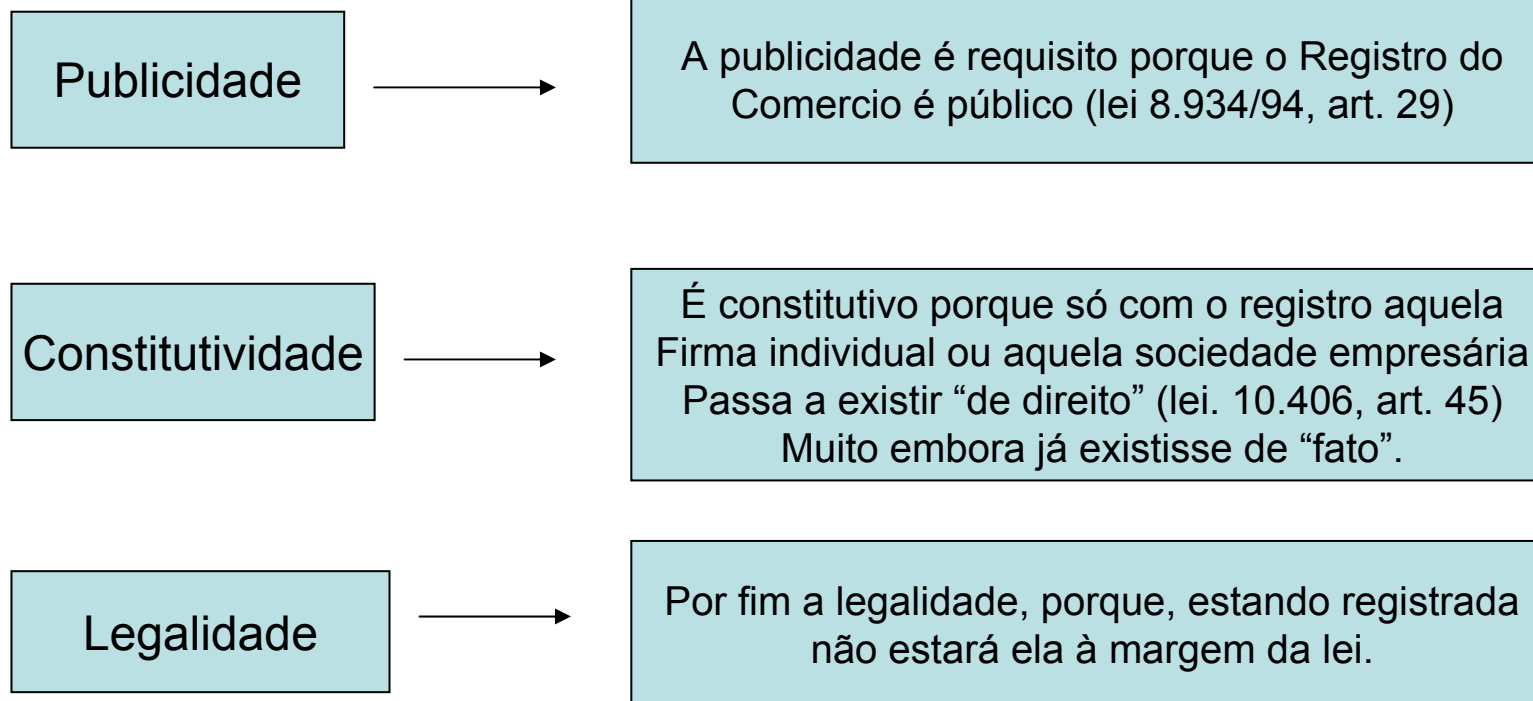 Publicidade
A publicidade é requisito porque o Registro do
Comercio é público (lei 8.934/94, art. 29)
Constitutividade
É constitutivo porque só com o registro aquela
Firma individual ou aquela sociedade empresária
Passa a existir “de direito” (lei. 10.406, art. 45)
Muito embora já existisse de “fato”.
Legalidade
Por fim a legalidade, porque, estando registrada
não estará ela à margem da lei.